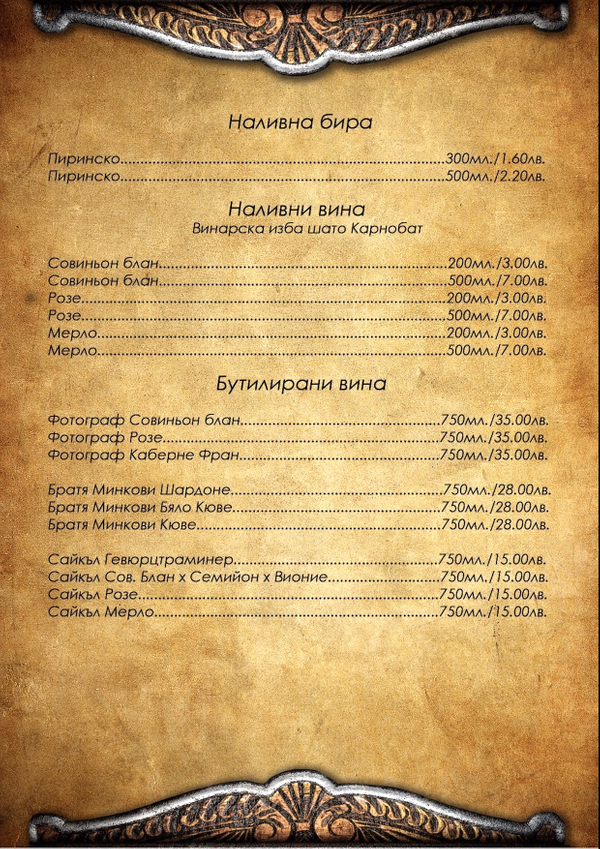 Наливна бира
Пиринско........................................................................300мл./1.60лв.
Пиринско........................................................................500мл./2.20лв.
Наливни вина
Винарска изба шато Карнобат
Совиньон блан................................................................200мл./3.00лв.
Совиньон блан................................................................500мл./7.00лв.
Розе.................................................................................200мл./3.00лв.
Розе.................................................................................500мл./7.00лв.
Мерло..............................................................................200мл./3.00лв.
Мерло..............................................................................500мл./7.00лв.
Бутилирани вина
Фотограф Совиньон блан............................................750мл./35.00лв.
Фотограф Розе.............................................................750мл./35.00лв.
Фотограф Каберне Фран............................................750мл./35.00лв.
Братя Минкови Шардоне...............................................750мл./28.00лв.
Братя Минкови Бяло Кюве..............................................750мл./28.00лв.
Братя Минкови Кюве......................................................750мл./28.00лв.
Сайкъл Гевюрцтраминер.............................................750мл./15.00лв.
Сайкъл Сов. Блан х Семийон х Вионие.........................750мл./15.00лв.
Сайкъл Розе...................................................................750мл./15.00лв.
Сайкъл Мерло...............................................................750мл./15.00лв.